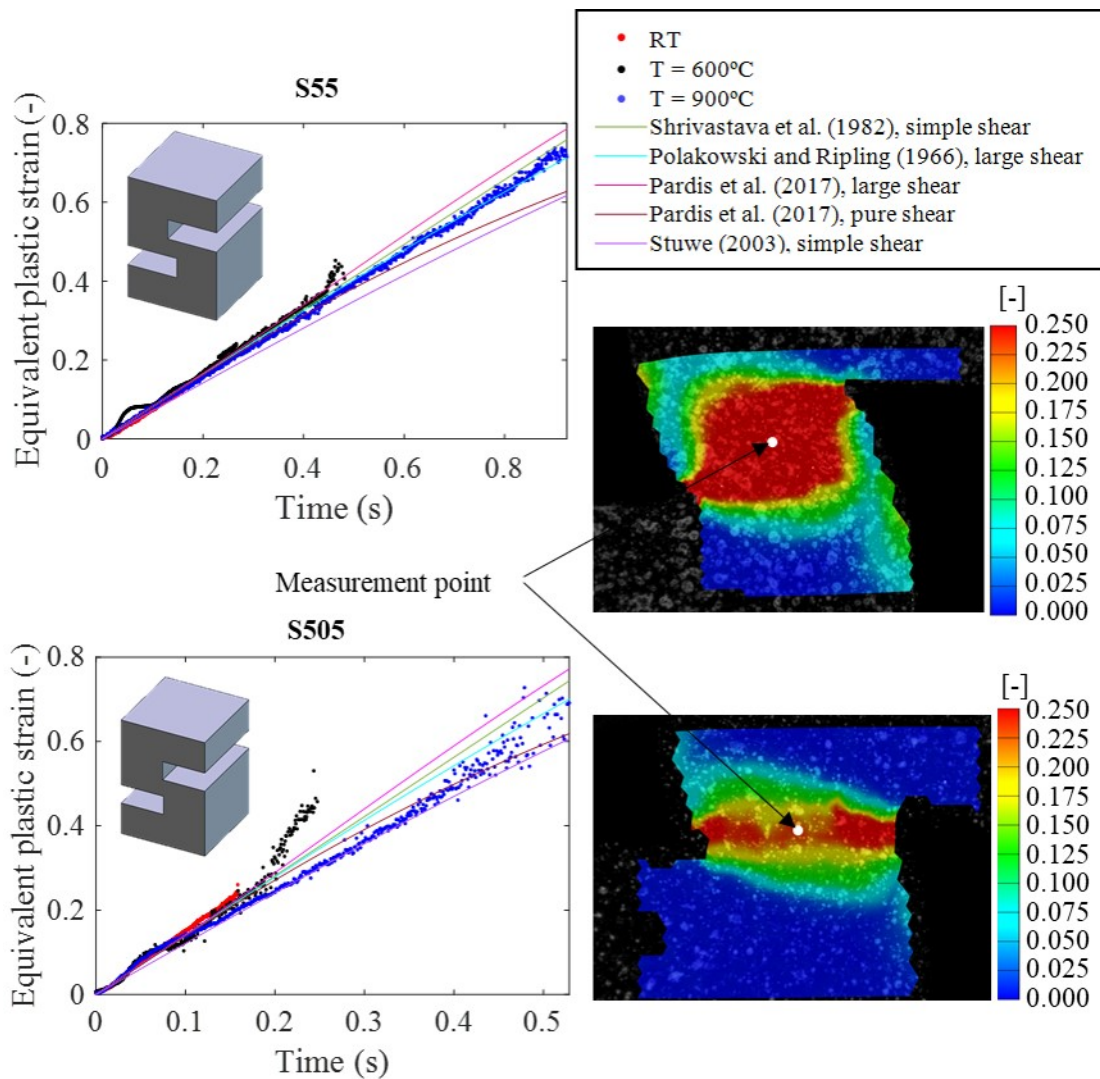 S55
Equivalent plastic strain (-)
0.8
0.6
0.4
0.2
0
0 0.2 0.4 0.6 0.8
Time (s)
RT
T = 600ºC
T = 900ºC
Shrivastava et al. (1982), simple shear
Polakowski and Ripling (1966), large shear
Pardis et al. (2017), large shear
Pardis et al. (2017), pure shear
Stuwe (2003), simple shear
[-]
0.250
0.200
0.175
0.150
0.125
0.100
0.075
0.050
0.025
0.000
Measurement point
S505
Equivalent plastic strain (-)
0.8
0.6
0.4
0.2
0
0 0.1 0.2 0.3 0.4 0.5
Time (s)
[-]
0.250
0.200
0.175
0.150
0.125
0.100
0.075
0.050
0.025
0.000